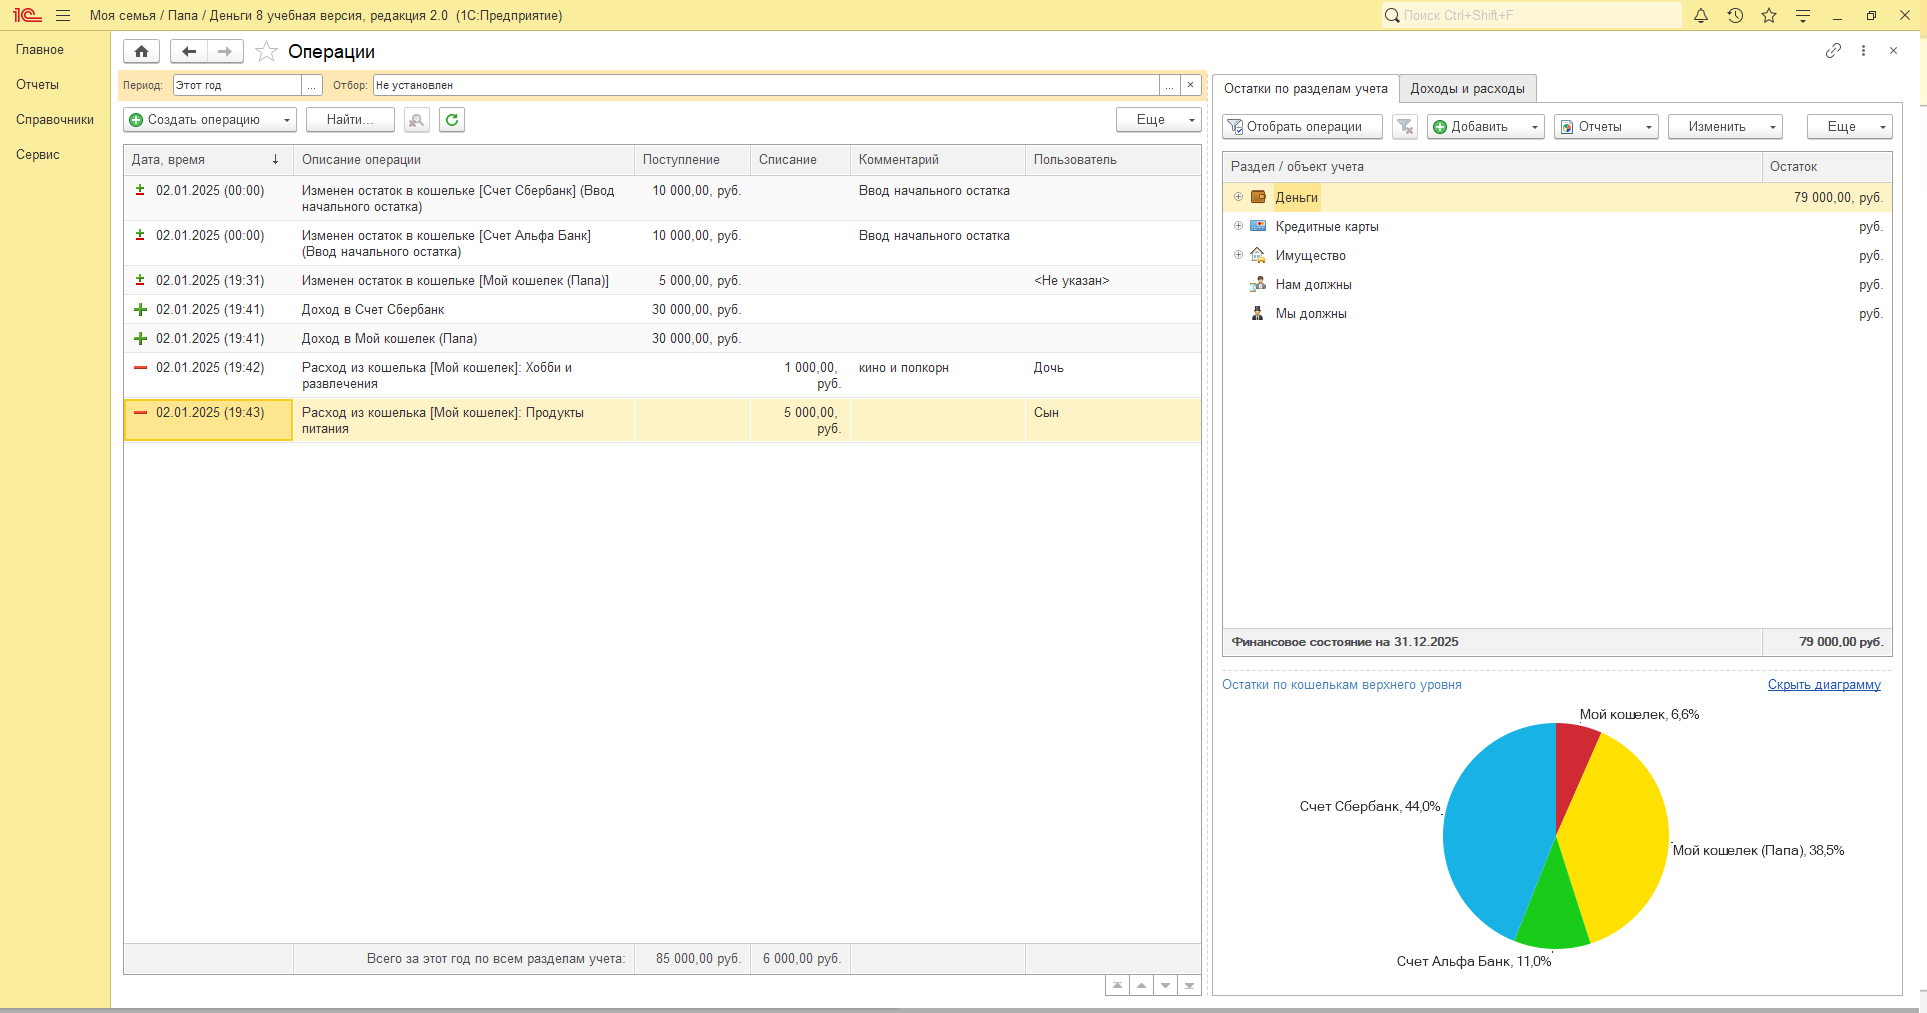 1С Моя семья / Папа / Деньги 8 учебная версия, редакция 2.0 (1С:Предприятие)
Поиск Ctrl+Shift+F
Главное
Отчеты
Справочники
Сервис
Операции
Период: Этот год ... Отбор: Не установлен ... ×
Создать операцию Найти... Еще
Дата, время ↓ Описание операции Поступление Списание Комментарий Пользователь
02.01.2025 (00:00) Изменен остаток в кошельке [Счет Сбербанк] (Ввод 10 000,00, руб. Ввод начального остатка
начального остатка)
02.01.2025 (00:00) Изменен остаток в кошельке [Счет Альфа Банк] 10 000,00, руб. Ввод начального остатка
(Ввод начального остатка)
02.01.2025 (19:31) Изменен остаток в кошельке [Мой кошелек (Папа)] 5 000,00, руб. <Не указан>
02.01.2025 (19:41) Доход в Счет Сбербанк 30 000,00, руб.
02.01.2025 (19:41) Доход в Мой кошелек (Папа) 30 000,00, руб.
02.01.2025 (19:42) Расход из кошелька [Мой кошелек]: Хобби и 1 000,00, кино и попкорн Дочь
развлечения руб.
02.01.2025 (19:43) Расход из кошелька [Мой кошелек]: Продукты 5 000,00, Сын
питания руб.
Всего за этот год по всем разделам учета: 85 000,00 руб. 6 000,00 руб.
Остатки по разделам учета Доходы и расходы
Отобрать операции Добавить Отчеты Изменить Еще
Раздел / объект учета Остаток
Деньги 79 000,00, руб.
Кредитные карты руб.
Имущество руб.
Нам должны руб.
Мы должны руб.
Финансовое состояние на 31.12.2025 79 000,00 руб.
Остатки по кошелькам верхнего уровня Скрыть диаграмму
Мой кошелек, 6,6%
Счет Сбербанк, 44,0%
Мой кошелек (Папа), 38,5%
Счет Альфа Банк, 11,0%